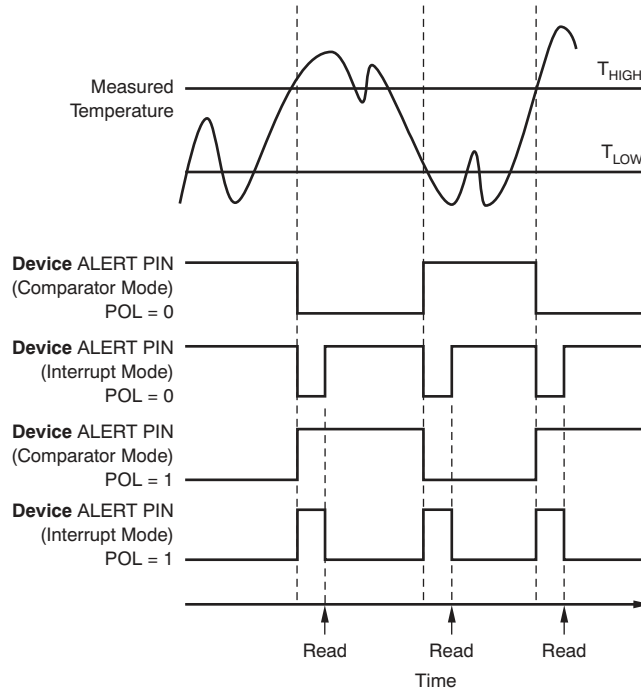 Measured
Temperature
THIGH
TLOW
Device ALERT PIN
(Comparator Mode)
POL = 0
Device ALERT PIN
(Interrupt Mode)
POL = 0
Device ALERT PIN
(Comparator Mode)
POL = 1
Device ALERT PIN
(Interrupt Mode)
POL = 1
Read
Read
Read
Time